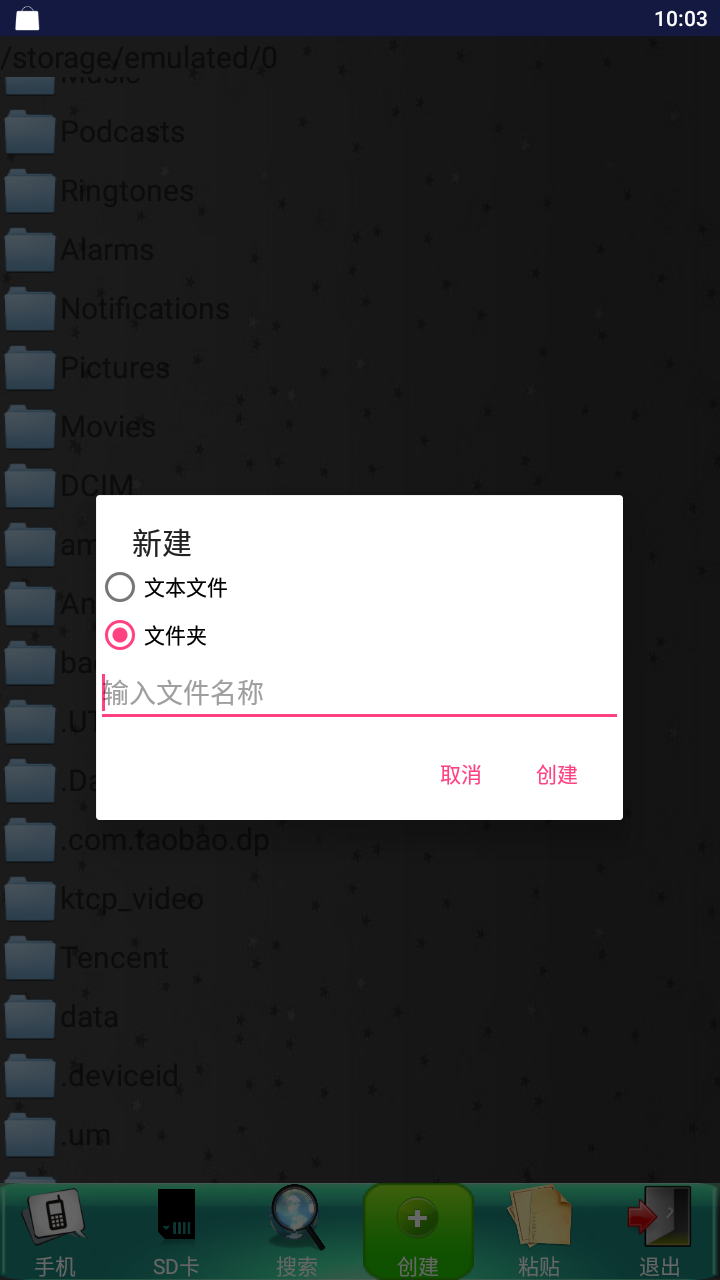 10:03
/storage/emulated/0
Music
Podcasts
Ringtones
Alarms
Notifications
Pictures
Movies
DCIM
am
An
ba
.UT
.Da
新建
文本文件
文件夹
输入文件名称
取消
创建
.com.taobao.dp
ktcp_video
Tencent
data
.deviceid
.um
手机
SD卡
搜索
创建
粘贴
退出